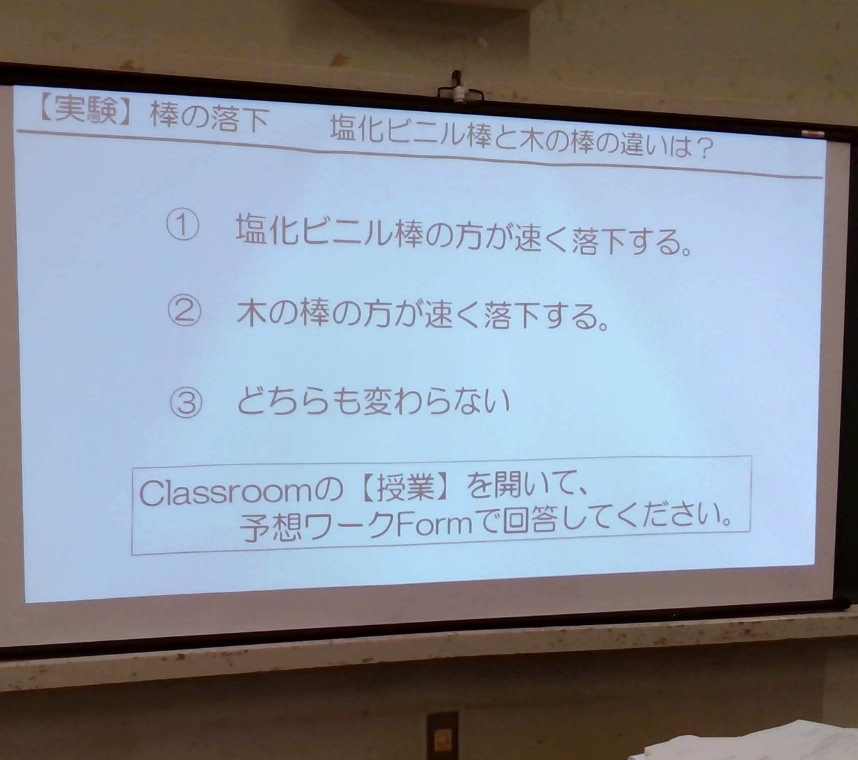 【実験】棒の落下　　塩化ビニル棒と木の棒の違いは？
①　塩化ビニル棒の方が速く落下する。
②　木の棒の方が速く落下する。
③　どちらも変わらない
Classroomの【授業】を開いて、
予想ワークFormで回答してください。